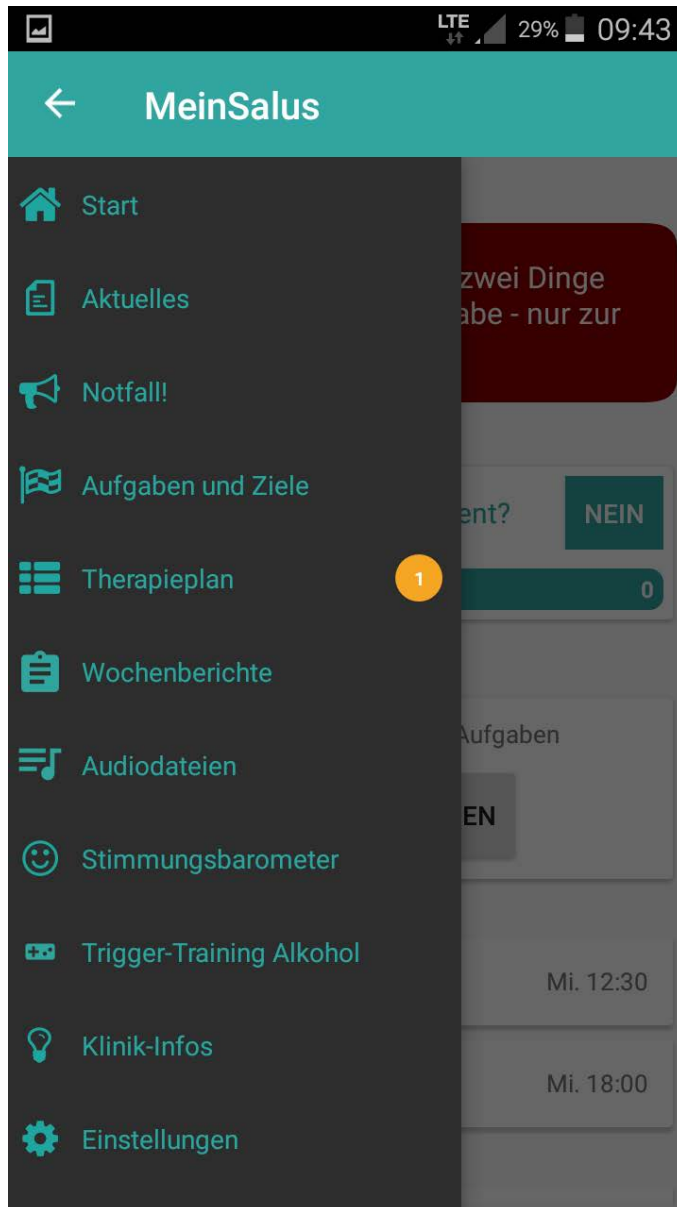 LTE 29% 09:43
MeinSalus
Start
Aktuelles
zwei Dinge
abe - nur zur
Notfall!
Aufgaben und Ziele
ent? NEIN
Therapieplan 1
0
Wochenberichte
Aufgaben
Audiodateien
EN
Stimmungsbarometer
Trigger-Training Alkohol
Mi. 12:30
Klinik-Infos
Mi. 18:00
Einstellungen